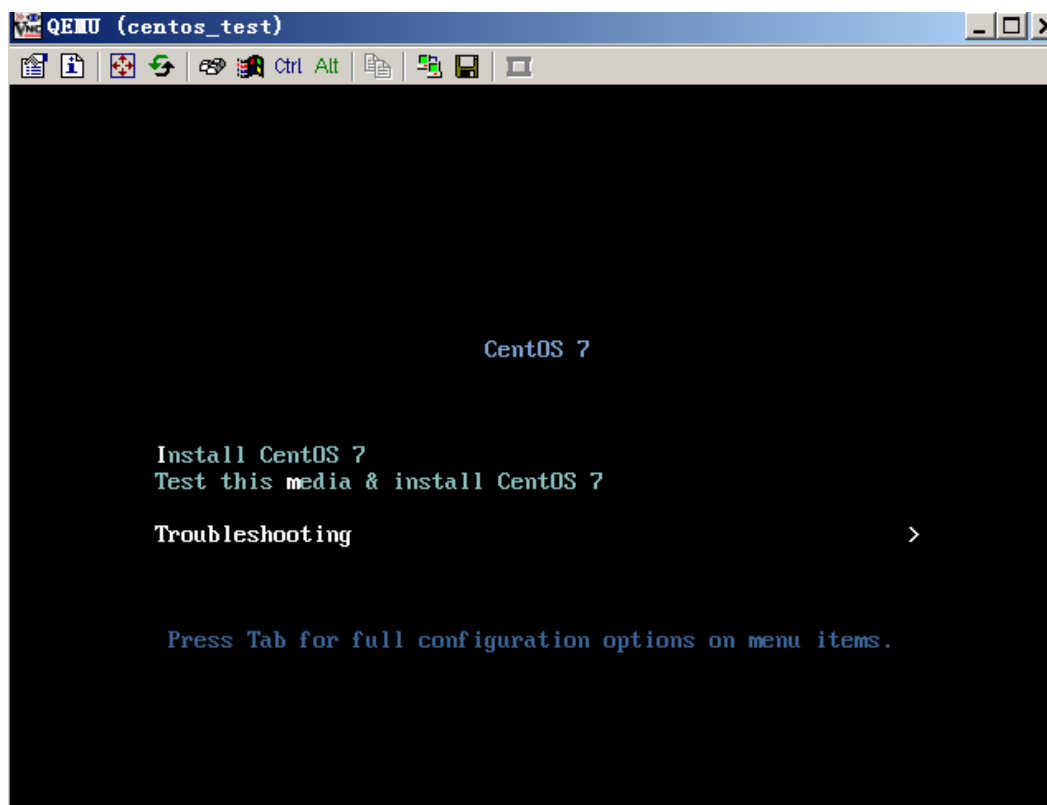 VNC QEMU (centos_test)
Ctrl Alt
CentOS 7
Install CentOS 7
Test this media & install CentOS 7
Troubleshooting >
Press Tab for full configuration options on menu items.